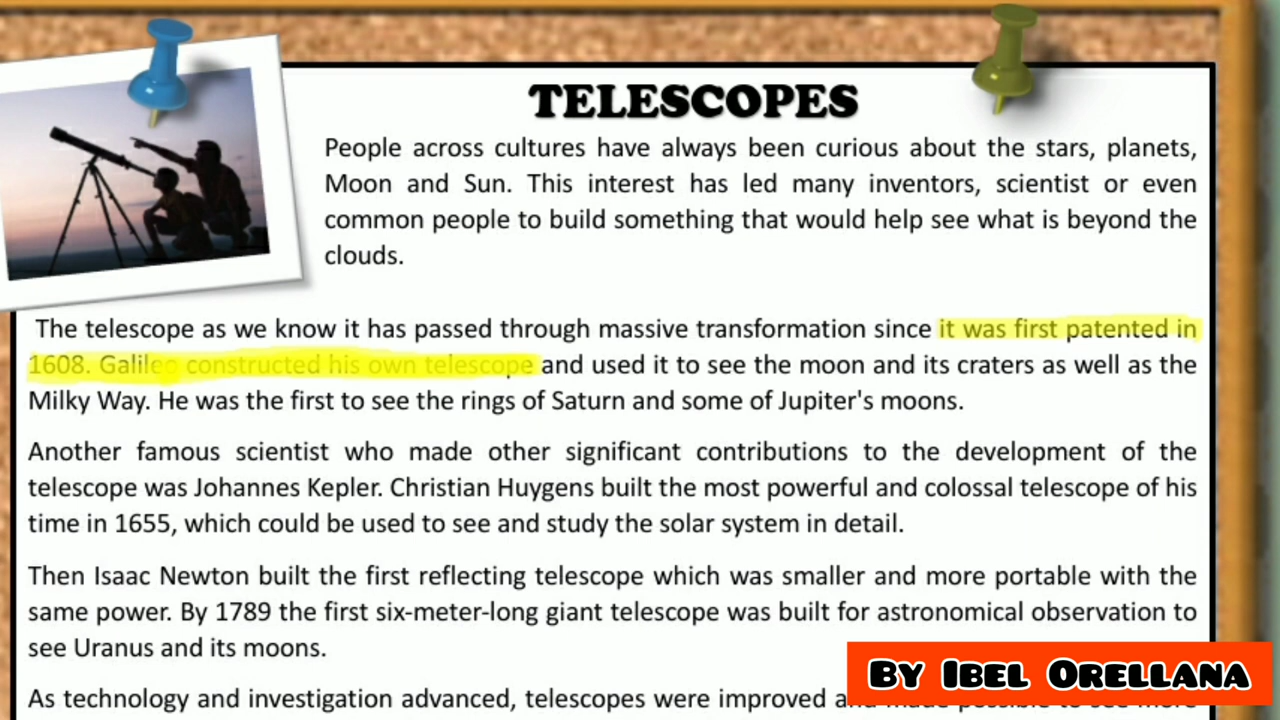 TELESCOPES
People across cultures have always been curious about the stars, planets,
Moon and Sun. This interest has led many inventors, scientist or even
common people to build something that would help see what is beyond the
clouds.
The telescope as we know it has passed through massive transformation since it was first patented in
1608. Galileo constructed his own telescope and used it to see the moon and its craters as well as the
Milky Way. He was the first to see the rings of Saturn and some of Jupiter's moons.
Another famous scientist who made other significant contributions to the development of the
telescope was Johannes Kepler. Christian Huygens built the most powerful and colossal telescope of his
time in 1655, which could be used to see and study the solar system in detail.
Then Isaac Newton built the first reflecting telescope which was smaller and more portable with the
same power. By 1789 the first six-meter-long giant telescope was built for astronomical observation to
see Uranus and its moons.
As technology and investigation advanced, telescopes were improved
By Ibel Orellana